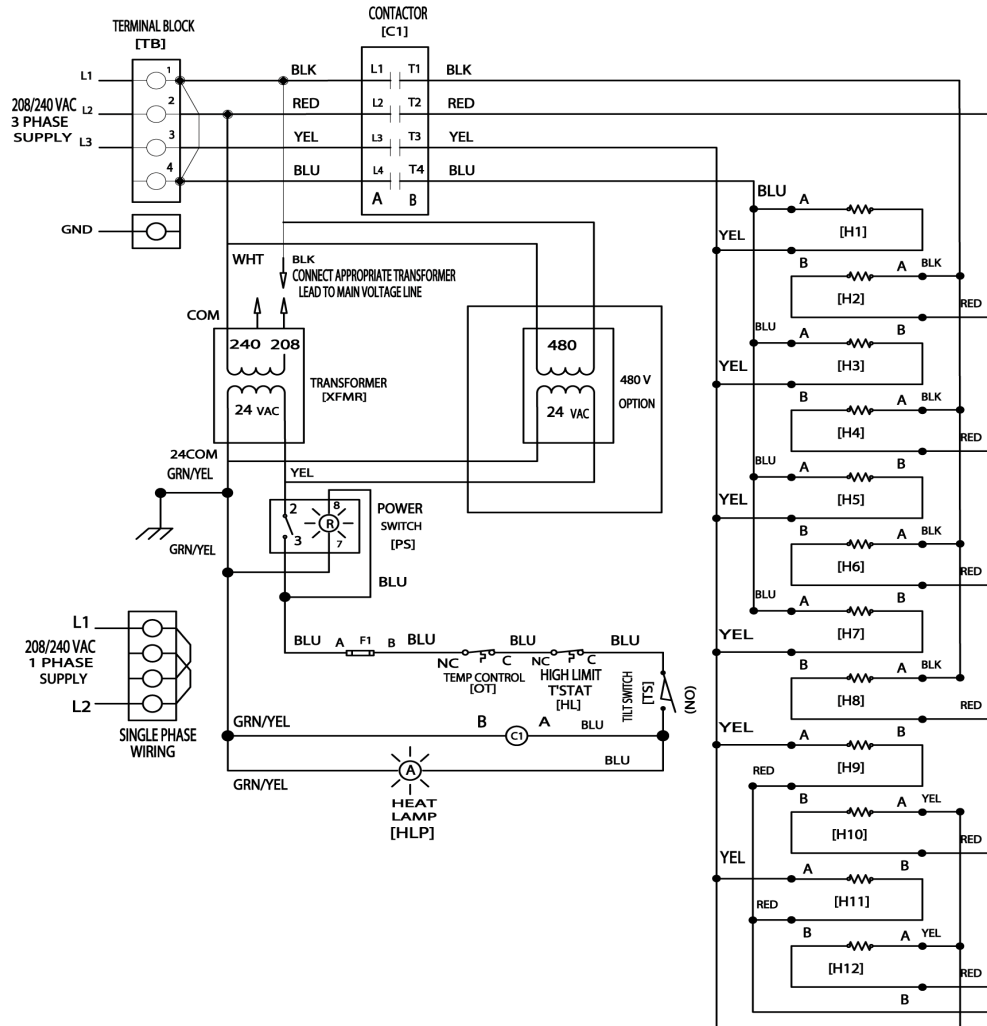 CONTACTOR
[C1]
TERMINAL BLOCK
[TB]
L1 1 BLK L1 T1 BLK
208/240 VAC L2 2 RED L2 T2 RED
3 PHASE
SUPPLY L3 3 YEL L3 T3 YEL
4 BLU L4 T4 BLU
A B
GND
BLU A
[H1]
YEL
WHT BLK
CONNECT APPROPRIATE TRANSFORMER
LEAD TO MAIN VOLTAGE LINE
B A BLK
[H2]
RED
COM
240 208
24 VAC
TRANSFORMER
[XFMR]
480
24 VAC
480 V
OPTION
BLU A B
[H3]
YEL
B A BLK
[H4]
RED
24COM
GRN/YEL
YEL
BLU A B
[H5]
YEL
2 8
R
3 7
POWER
SWITCH
[PS]
GRN/YEL
BLU
B A BLK
[H6]
RED
BLU A B
[H7]
YEL
L1
208/240 VAC
1 PHASE
SUPPLY
L2
SINGLE PHASE
WIRING
BLU A F1 B BLU BLU BLU
NC C NC C
TEMP CONTROL
[OT]
HIGH LIMIT
T'STAT
[HL]
TILT SWITCH
[TS]
(NO)
B A BLK
[H8]
RED
GRN/YEL B C1 A BLU
YEL A B
[H9]
RED
GRN/YEL A BLU
HEAT
LAMP
[HLP]
B A YEL
[H10]
RED
YEL A B
[H11]
RED
B A YEL
[H12]
RED
B